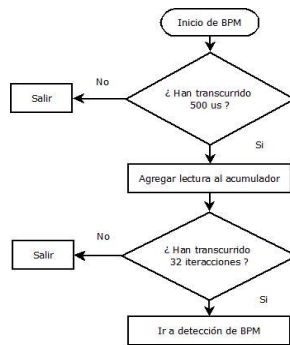 Inicio de BPM
¿ Han transcurrido
500 us ?
No
Salir
Si
Agregar lectura al acumulador
¿ Han transcurrido
32 iteracciones ?
No
Salir
Si
Ir a detección de BPM